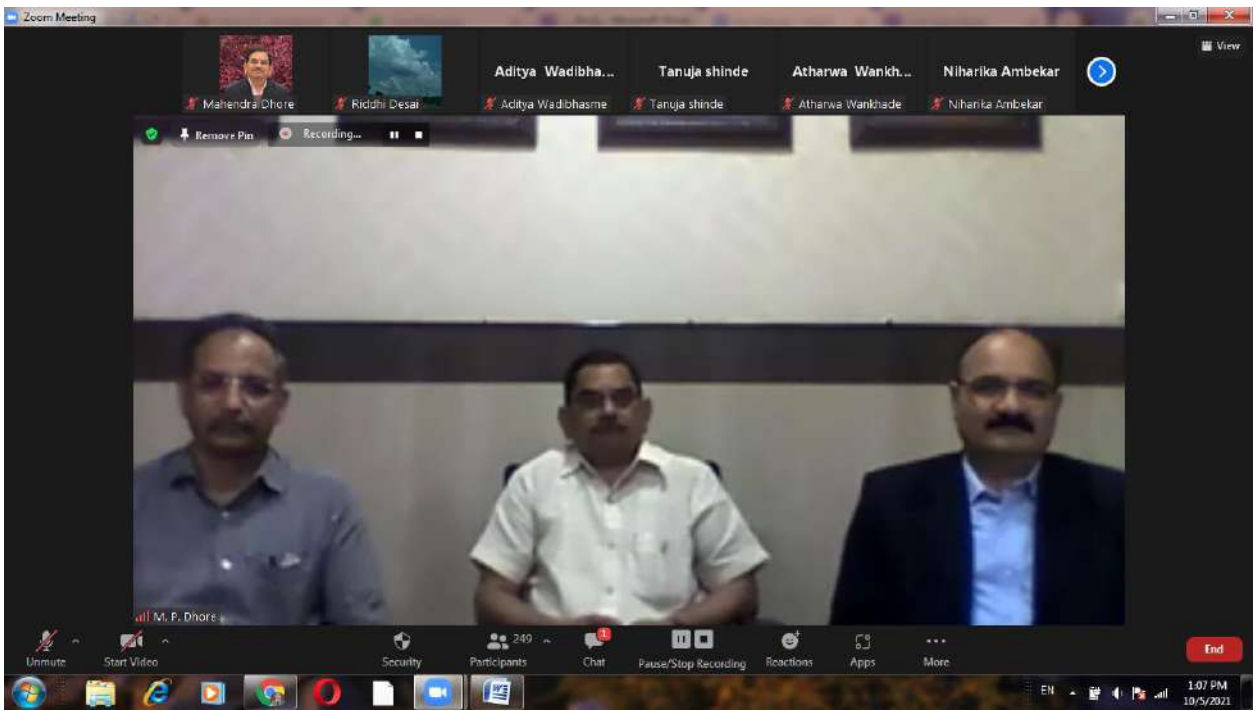 Zoom Meeting
View
Aditya Wadibha...
Tanuja shinde
Atharwa Wankh...
Niharika Ambekar
Mahendra Dhore
Riddhi Desai
Aditya Wadibhasme
Tanuja shinde
Atharwa Wankhade
Niharika Ambekar
Remove Pin
Recording...
M. P. Dhore
Unmute
Start Video
Security
249
Participants
1
Chat
Pause/Stop Recording
Reactions
Apps
More
End
EN
1:07 PM
10/5/2021